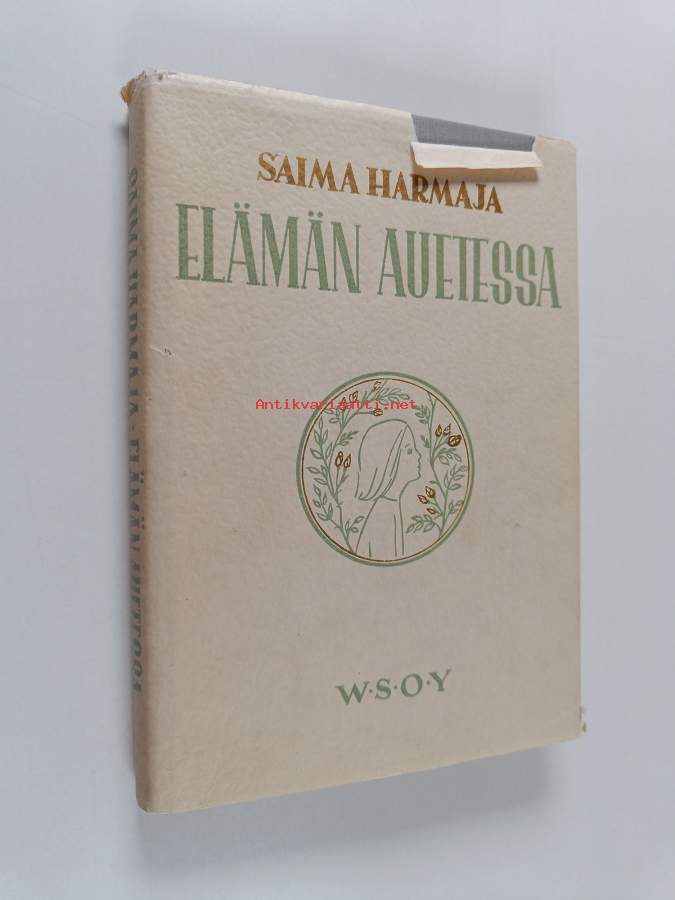 SAIMA HARMAJA
ELÄMÄN AUETESSA
Antikvariaatti.net
W·S·O·Y
SAIMA HARMAJA · ELÄMÄN AUETESSA